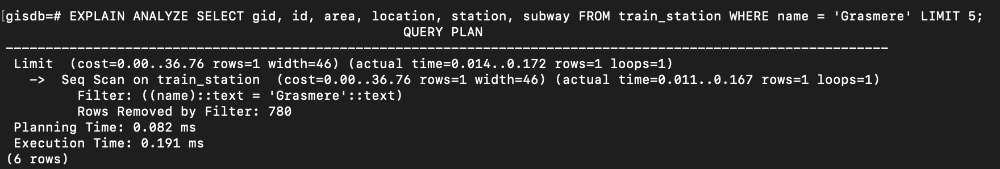 [gisdb=# EXPLAIN ANALYZE SELECT gid, id, area, location, station, subway FROM train_station WHERE name = 'Grasmere' LIMIT 5;
QUERY PLAN
---------------------------------------------------------------------------------------------------------------
Limit  (cost=0.00..36.76 rows=1 width=46) (actual time=0.014..0.172 rows=1 loops=1)
->  Seq Scan on train_station  (cost=0.00..36.76 rows=1 width=46) (actual time=0.011..0.167 rows=1 loops=1)
Filter: ((name)::text = 'Grasmere'::text)
Rows Removed by Filter: 780
Planning Time: 0.082 ms
Execution Time: 0.191 ms
(6 rows)